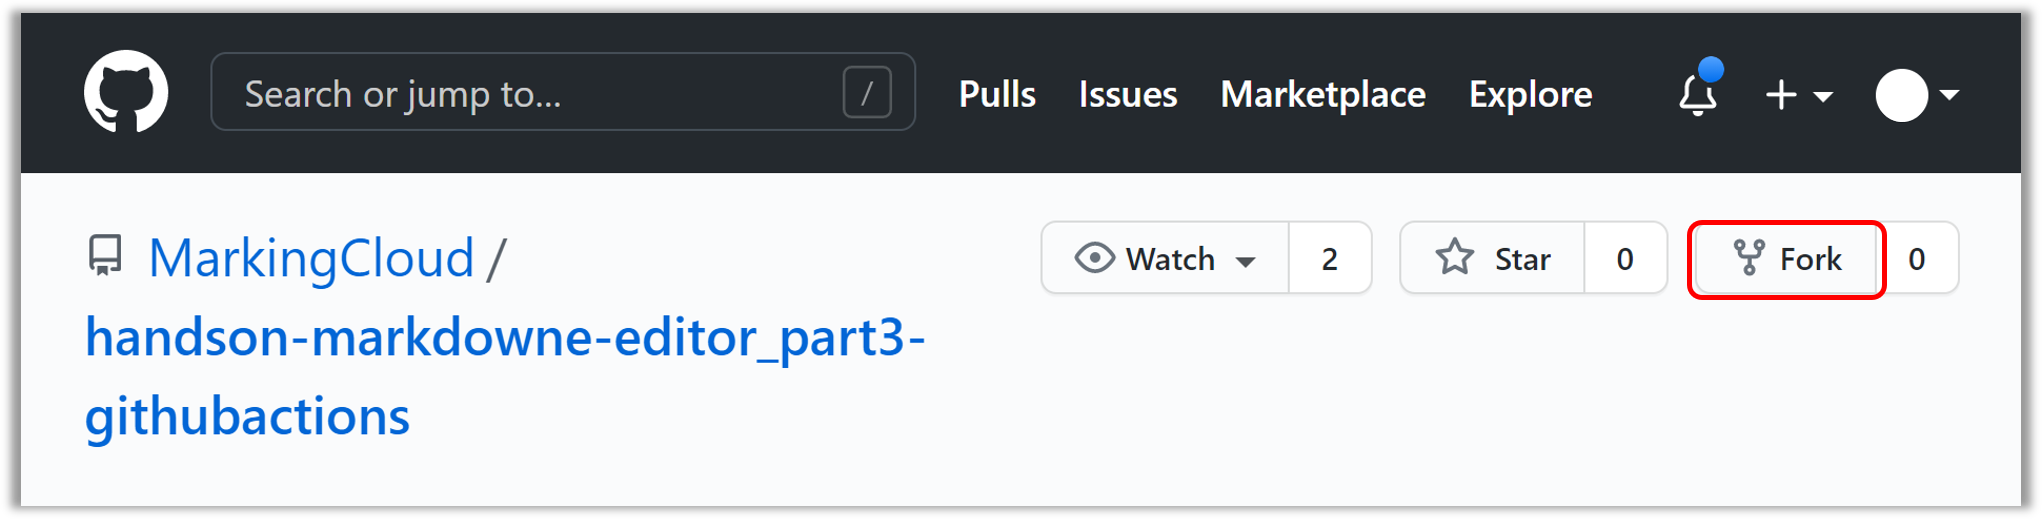 Search or jump to... / Pulls Issues Marketplace Explore
MarkingCloud / Watch 2 Star 0 Fork 0
handson-markdowne-editor_part3-
githubactions